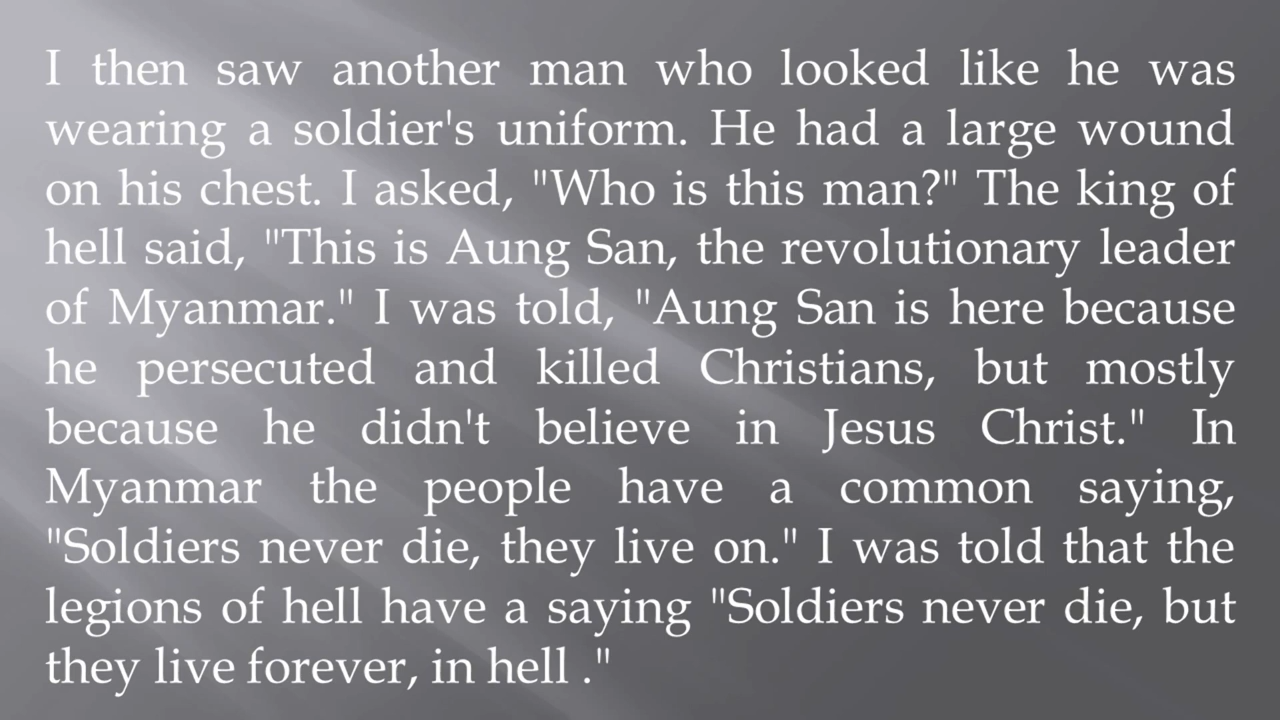 I then saw another man who looked like he was
wearing a soldier's uniform. He had a large wound
on his chest. I asked, "Who is this man?" The king of
hell said, "This is Aung San, the revolutionary leader
of Myanmar." I was told, "Aung San is here because
he persecuted and killed Christians, but mostly
because he didn't believe in Jesus Christ." In
Myanmar the people have a common saying,
"Soldiers never die, they live on." I was told that the
legions of hell have a saying "Soldiers never die, but
they live forever, in hell ."